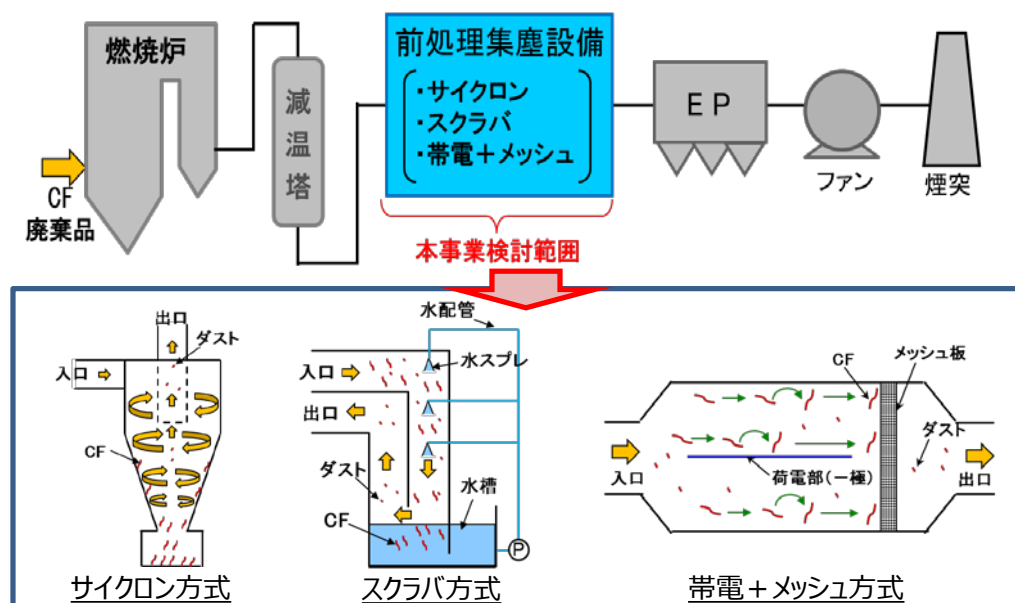 燃焼炉
CF
廃棄品
減温塔
前処理集塵設備
・サイクロン
・スクラバ
・帯電＋メッシュ
EP
ファン
煙突
本事業検討範囲
出口
ダスト
入口
CF
サイクロン方式
水配管
水スプレ
入口
出口
ダスト
水槽
CF
P
スクラバ方式
CF
メッシュ板
ダスト
入口
荷電部(一極)
出口
帯電＋メッシュ方式